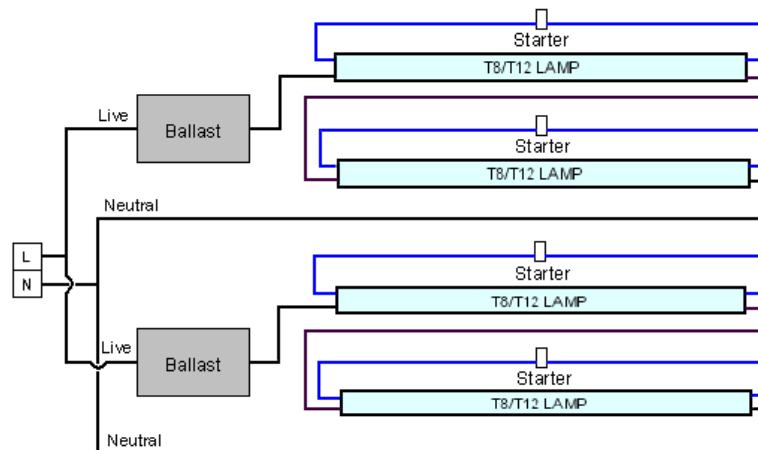 Starter
T8/T12 LAMP
Live
Ballast
Starter
T8/T12 LAMP
Neutral
L
N
Starter
T8/T12 LAMP
Live
Ballast
Starter
T8/T12 LAMP
Neutral